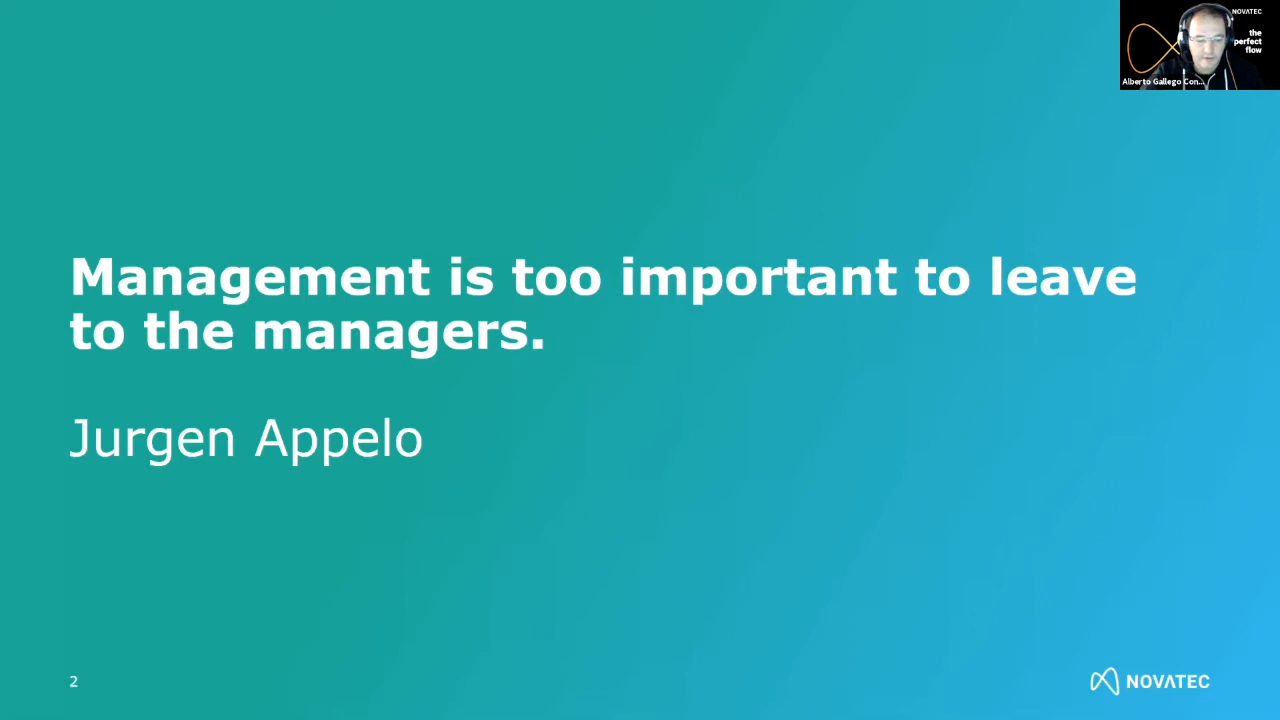 NOVATEC
the
perfect
flow
Alberto Gallego Con...
Management is too important to leave
to the managers.
Jurgen Appelo
2
NOVATEC